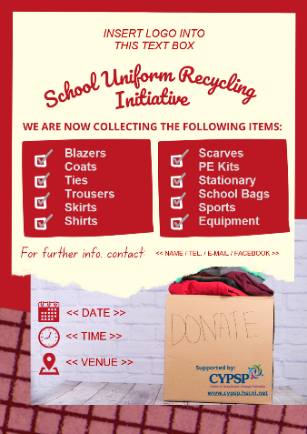 INSERT LOGO INTO
THIS TEXT BOX
School Uniform Recycling
Initiative
WE ARE NOW COLLECTING THE FOLLOWING ITEMS:
Blazers
Coats
Ties
Trousers
Skirts
Shirts
Scarves
PE Kits
Stationary
School Bags
Sports
Equipment
For further info. contact:
<< NAME / TEL. / E-MAIL / FACEBOOK >>
<< DATE >>
<< TIME >>
<< VENUE >>
DONATE
Supported by:
CYPSP
www.cypsp.hscni.net